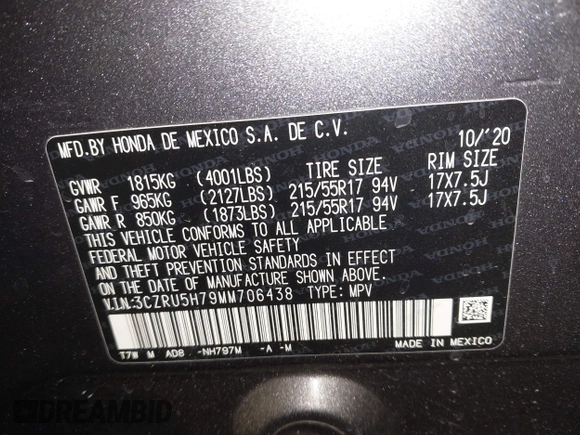 MFD.BY HONDA DE MEXICO S.A. DE C.V. 10/'20
GVWR 1815KG (4001LBS) TIRE SIZE RIM SIZE
GAWR F 965KG (2127LBS) 215/55R17 94V 17X7.5J
GAWR R 850KG (1873LBS) 215/55R17 94V 17X7.5J
THIS VEHICLE CONFORMS TO ALL APPLICABLE
FEDERAL MOTOR VEHICLE SAFETY
AND THEFT PREVENTION STANDARDS IN EFFECT
ON THE DATE OF MANUFACTURE SHOWN ABOVE.
V.I.N:3CZRU5H79MM706438 TYPE: MPV
T7W M AD8 -NH797M -A -M MADE IN MEXICO
DREAMBID